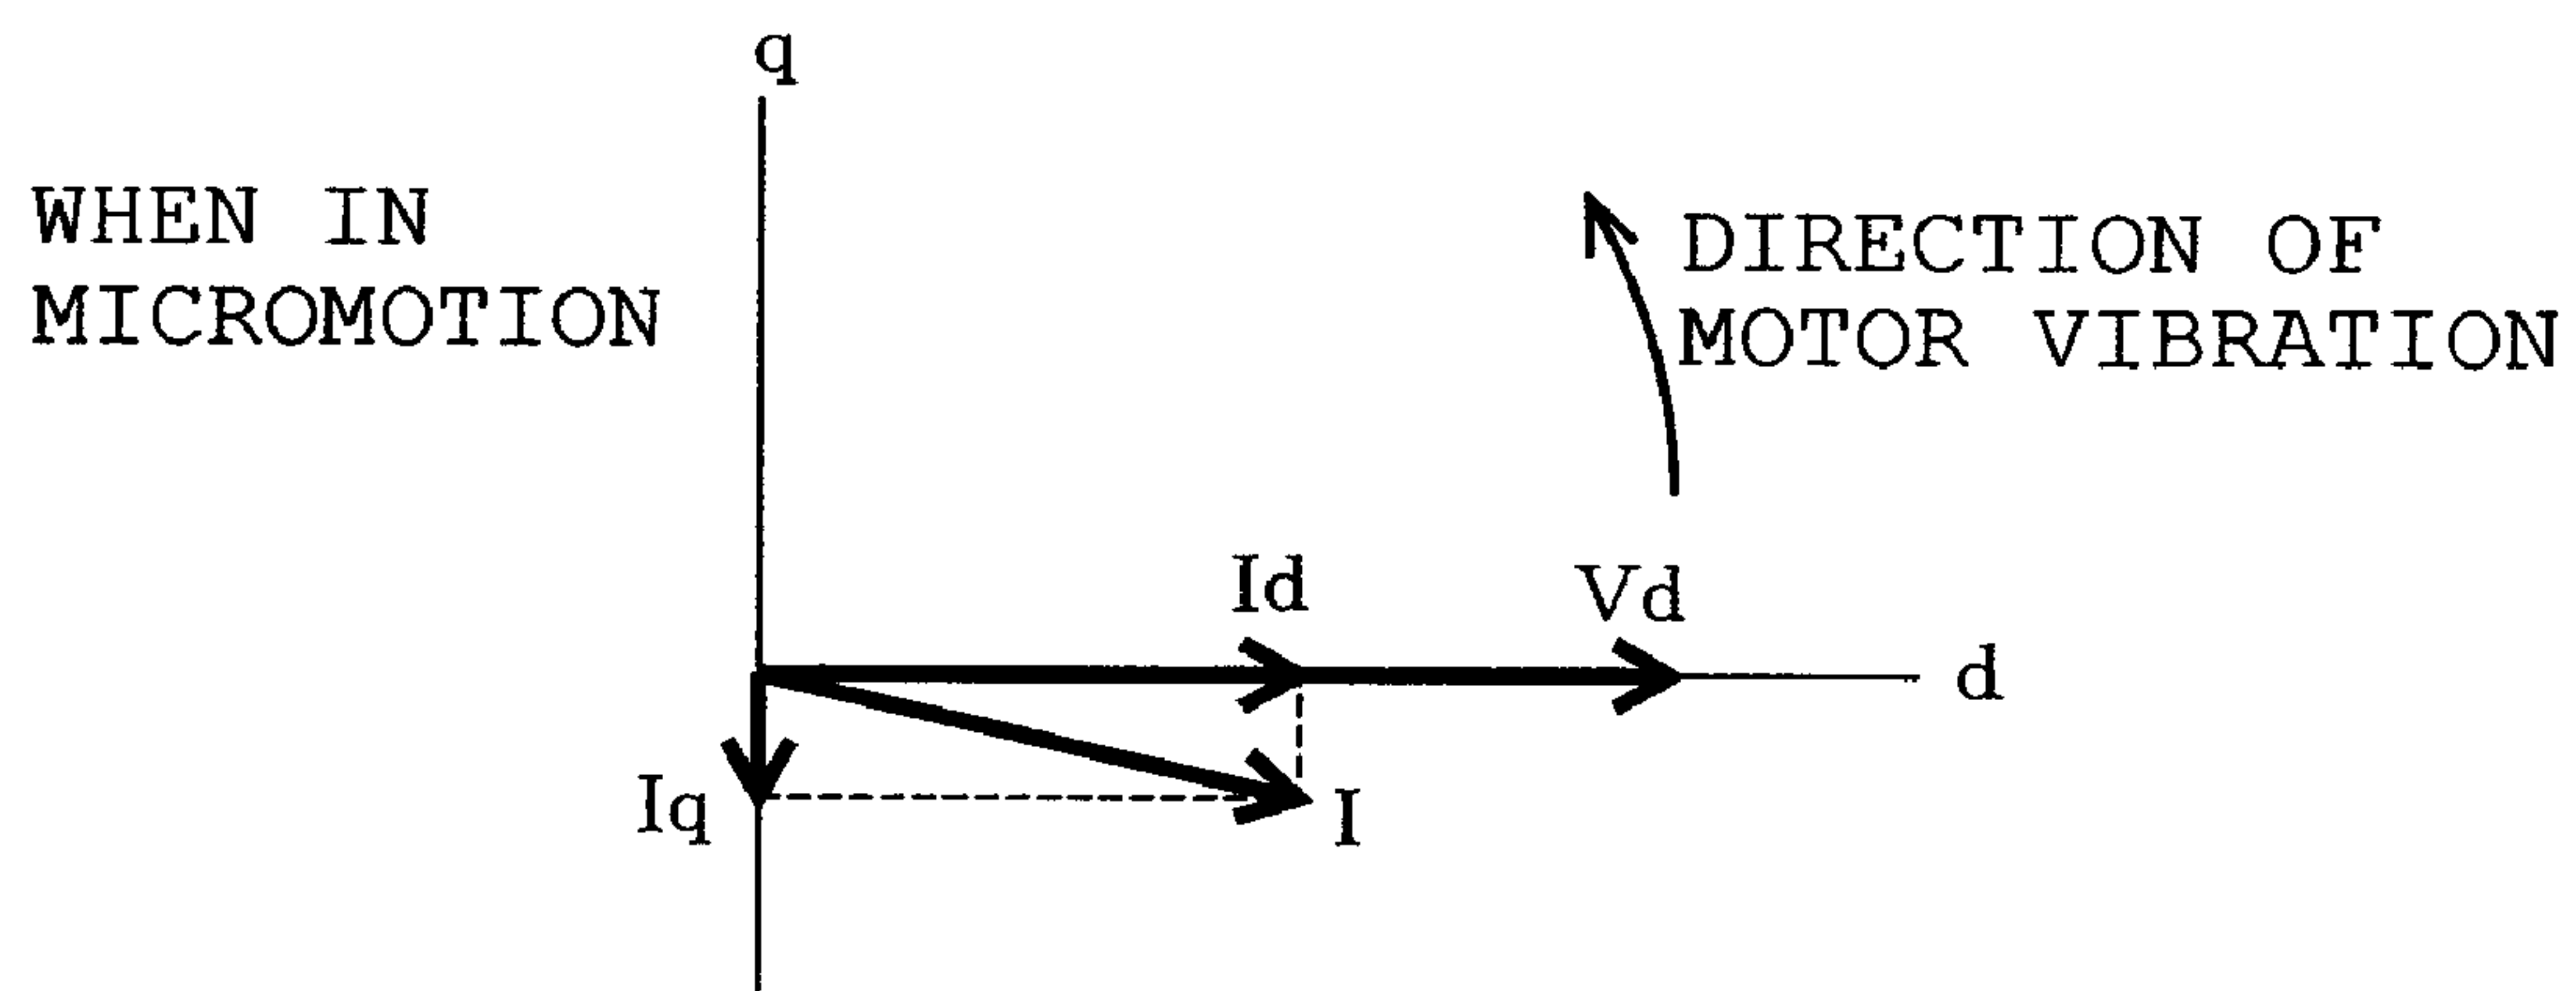 q
WHEN IN
MICROMOTION
DIRECTION OF
MOTOR VIBRATION
Id
Vd
d
Iq
I